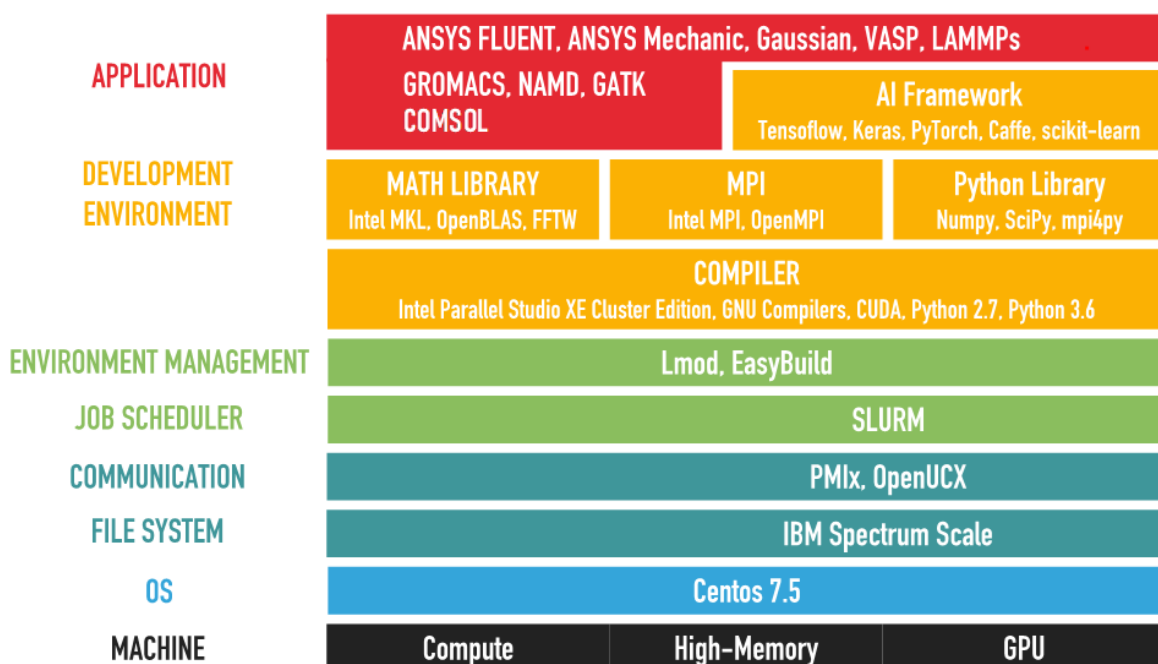 ANSYS FLUENT, ANSYS Mechanic, Gaussian, VASP, LAMMPs
APPLICATION
GROMACS, NAMD, GATK
COMSOL
AI Framework
Tensoflow, Keras, PyTorch, Caffe, scikit-learn
DEVELOPMENT
ENVIRONMENT
MATH LIBRARY
Intel MKL, OpenBLAS, FFTW
MPI
Intel MPI, OpenMPI
Python Library
Numpy, SciPy, mpi4py
COMPILER
Intel Parallel Studio XE Cluster Edition, GNU Compilers, CUDA, Python 2.7, Python 3.6
ENVIRONMENT MANAGEMENT
Lmod, EasyBuild
JOB SCHEDULER
SLURM
COMMUNICATION
PMIx, OpenUCX
FILE SYSTEM
IBM Spectrum Scale
OS
Centos 7.5
MACHINE
Compute
High-Memory
GPU